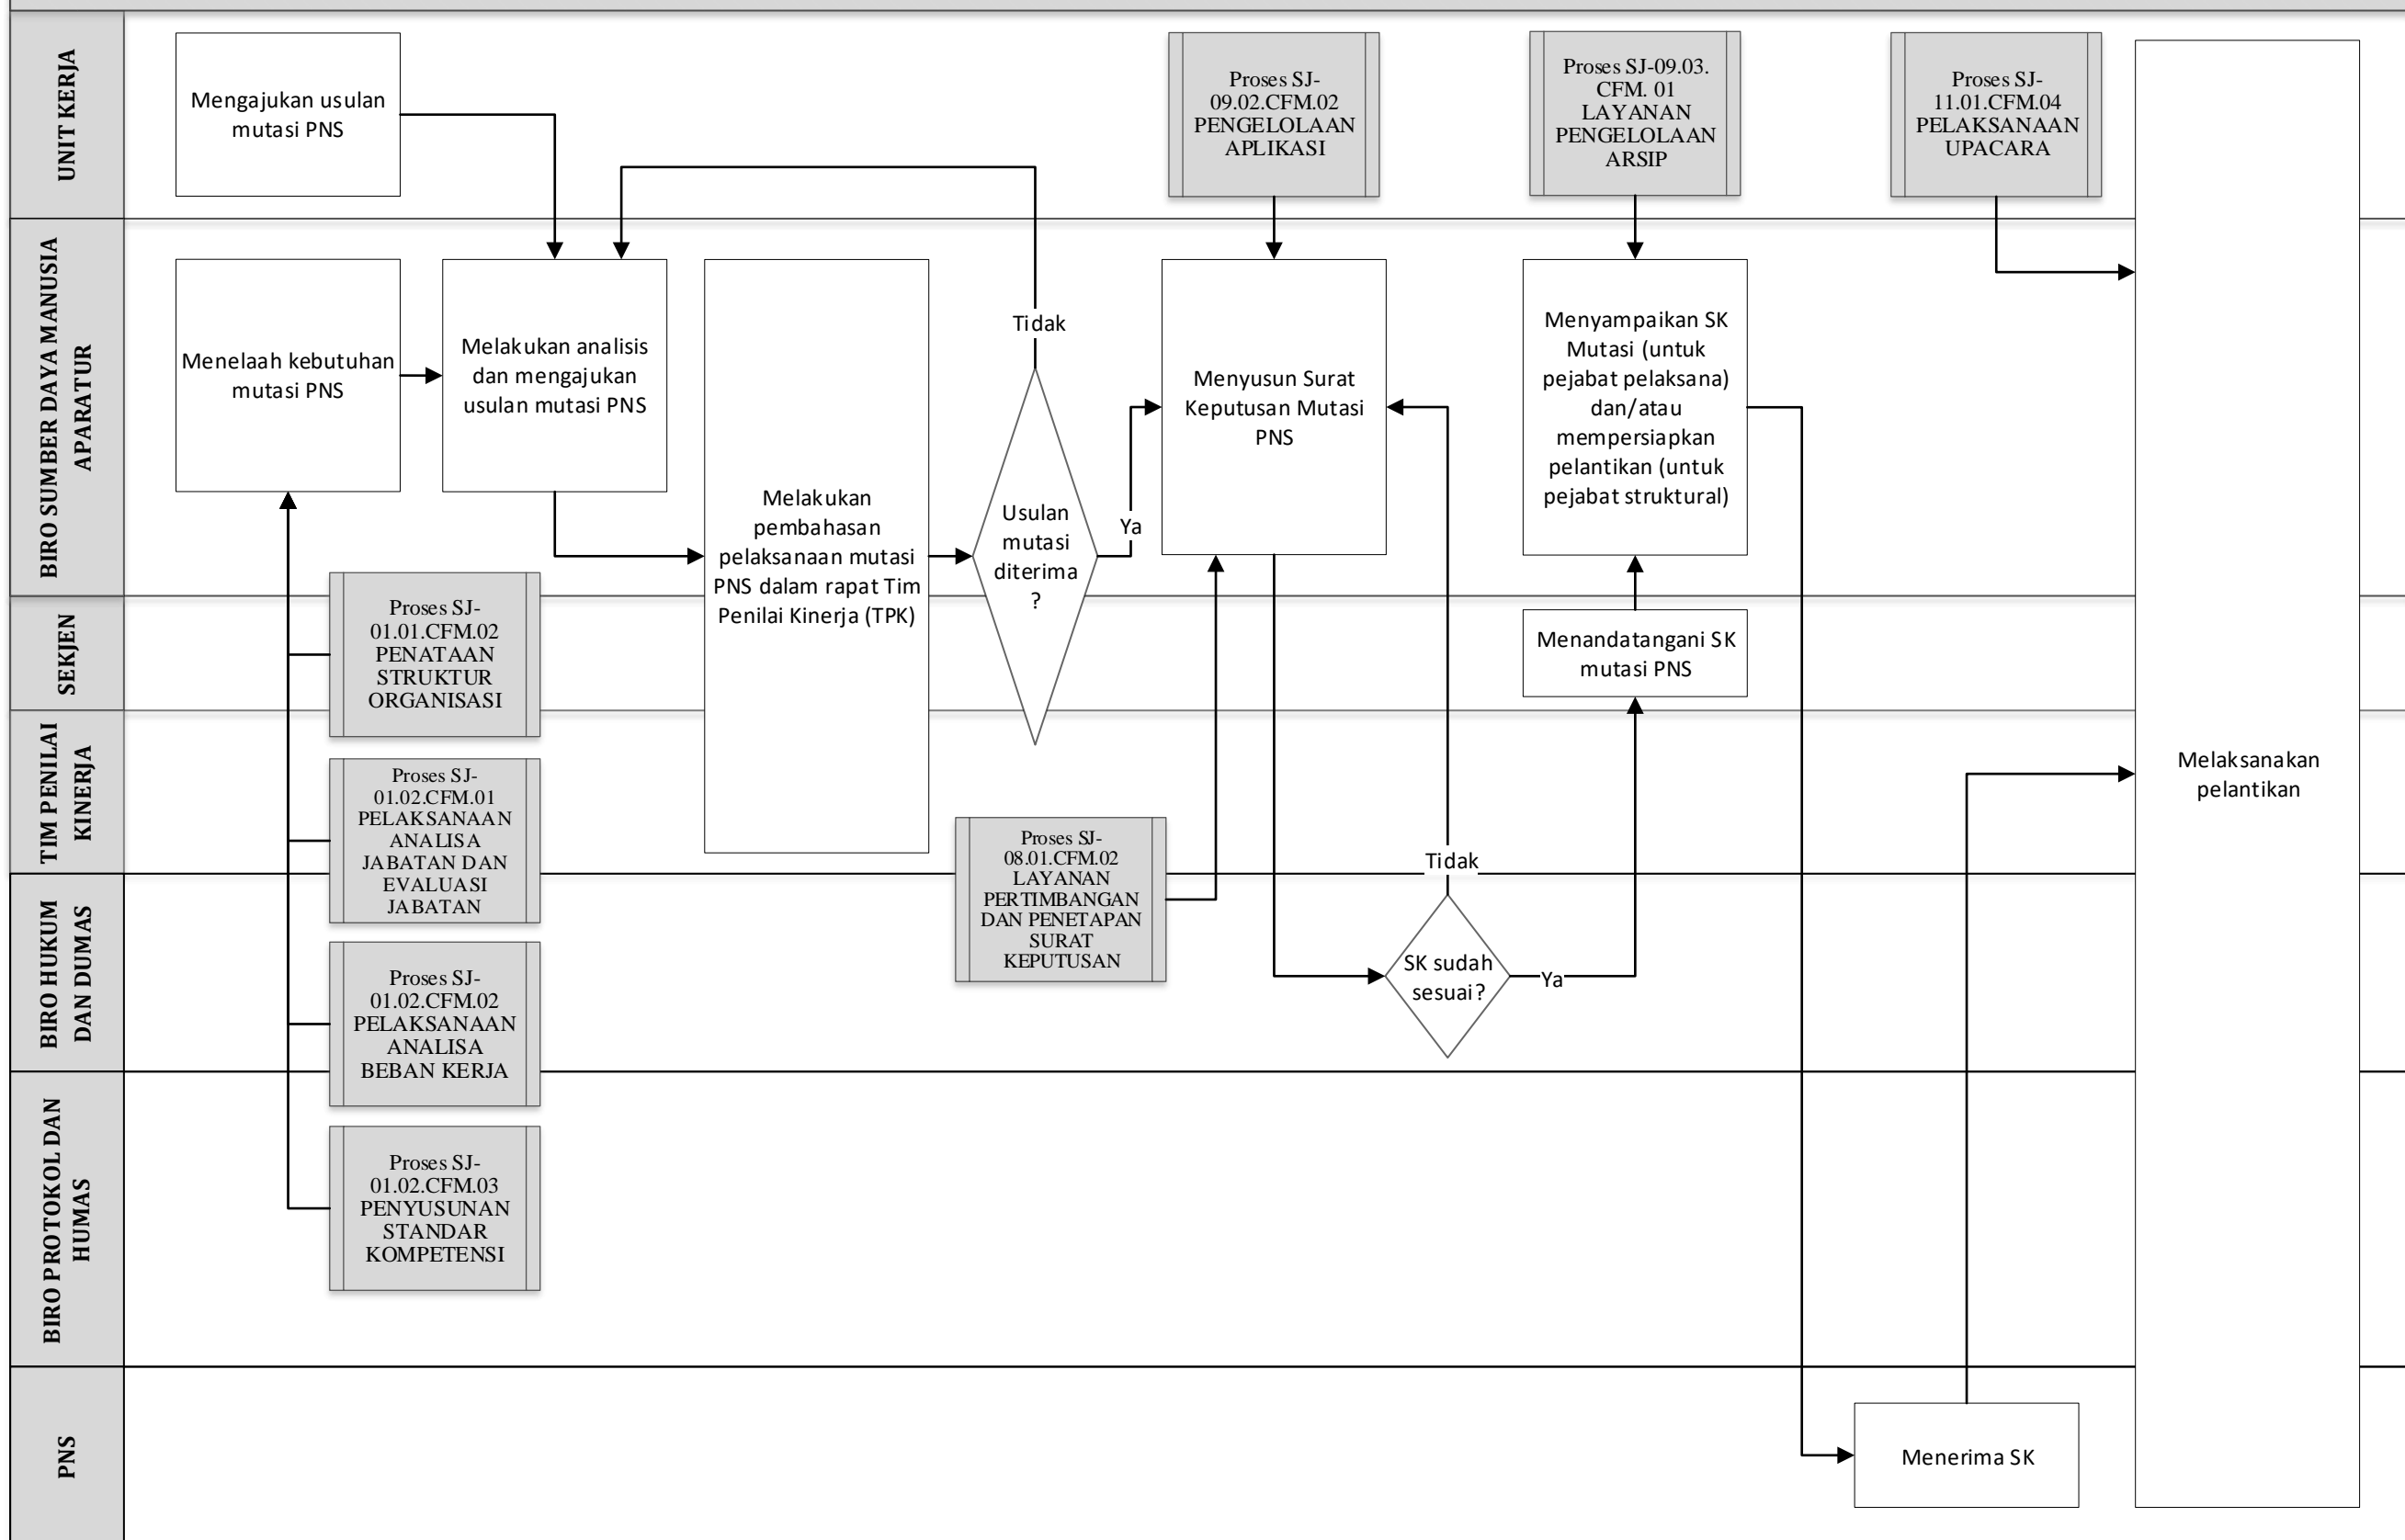 UNIT KERJA
Mengajukan usulan
mutasi PNS
Proses SJ-
09.02.CFM.02
PENGELOLAAN
APLIKASI
Proses SJ-09.03.
CFM. 01
LAYANAN
PENGELOLAAN
ARSIP
Proses SJ-
11.01.CFM.04
PELAKSANAAN
UPACARA
BIRO SUMBER DAYA MANUSIA
APARATUR
Menelaah kebutuhan
mutasi PNS
Melakukan analisis
dan mengajukan
usulan mutasi PNS
Melakukan
pembahasan
pelaksanaan mutasi
PNS dalam rapat Tim
Penilai Kinerja (TPK)
Tidak
Usulan
mutasi
diterima
?
Ya
Menyusun Surat
Keputusan Mutasi
PNS
Menyampaikan SK
Mutasi (untuk
pejabat pelaksana)
dan/atau
mempersiapkan
pelantikan (untuk
pejabat struktural)
SEKJEN
Proses SJ-
01.01.CFM.02
PENATAAN
STRUKTUR
ORGANISASI
Menandatangani SK
mutasi PNS
TIM PENILAI
KINERJA
Proses SJ-
01.02.CFM.01
PELAKSANAAN
ANALISA
JABATAN DAN
EVALUASI
JABATAN
Proses SJ-
08.01.CFM.02
LAYANAN
PERTIMBANGAN
DAN PENETAPAN
SURAT
KEPUTUSAN
Tidak
Melaksanakan
pelantikan
BIRO HUKUM
DAN DUMAS
Proses SJ-
01.02.CFM.02
PELAKSANAAN
ANALISA
BEBAN KERJA
SK sudah
sesuai?
Ya
BIRO PROTOKOL DAN
HUMAS
Proses SJ-
01.02.CFM.03
PENYUSUNAN
STANDAR
KOMPETENSI
PNS
Menerima SK